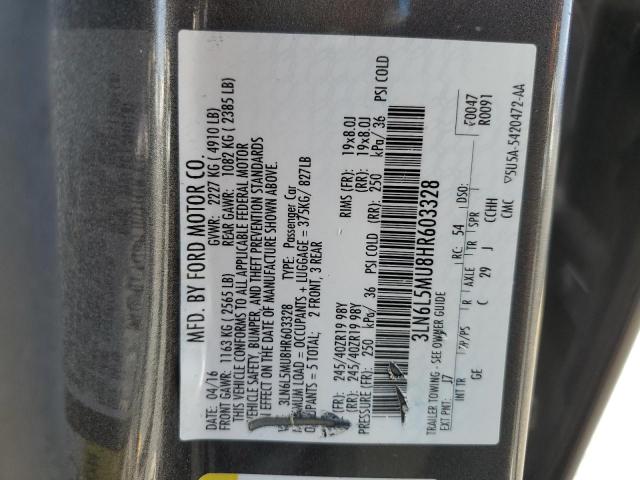 MFD. BY FORD MOTOR CO.
DATE: 04/16 GVWR: 2227 KG ( 4910 LB)
FRONT GAWR: 1163 KG ( 2565 LB) REAR GAWR: 1082 KG ( 2385 LB)
THIS VEHICLE CONFORMS TO ALL APPLICABLE FEDERAL MOTOR
VEHICLE SAFETY, BUMPER, AND THEFT PREVENTION STANDARDS
IN EFFECT ON THE DATE OF MANUFACTURE SHOWN ABOVE.
3LN6L5MU8HR603328 TYPE: Passenger Car
MAXIMUM LOAD = OCCUPANTS + LUGGAGE = 375KG/ 827LB
OCCUPANTS = 5 TOTAL; 2 FRONT, 3 REAR
(FR): 245/40ZR19 98Y RIMS (FR): 19x8.0J
(RR): 245/40ZR19 98Y (RR): 19x8.0J
PRESSURE (FR): 250 kPa/ 36 PSI COLD (RR): 250 kPa/ 36 PSI COLD
3LN6L5MU8HR603328
TRAILER TOWING - SEE OWNER GUIDE
EXT PNT: J7 RC: 54 DSO: F0047
R0091
INT TR TP/PS R AXLE TR SPR
GE C 29 J CCHH
CMC ▽5U5A-5420472-AA